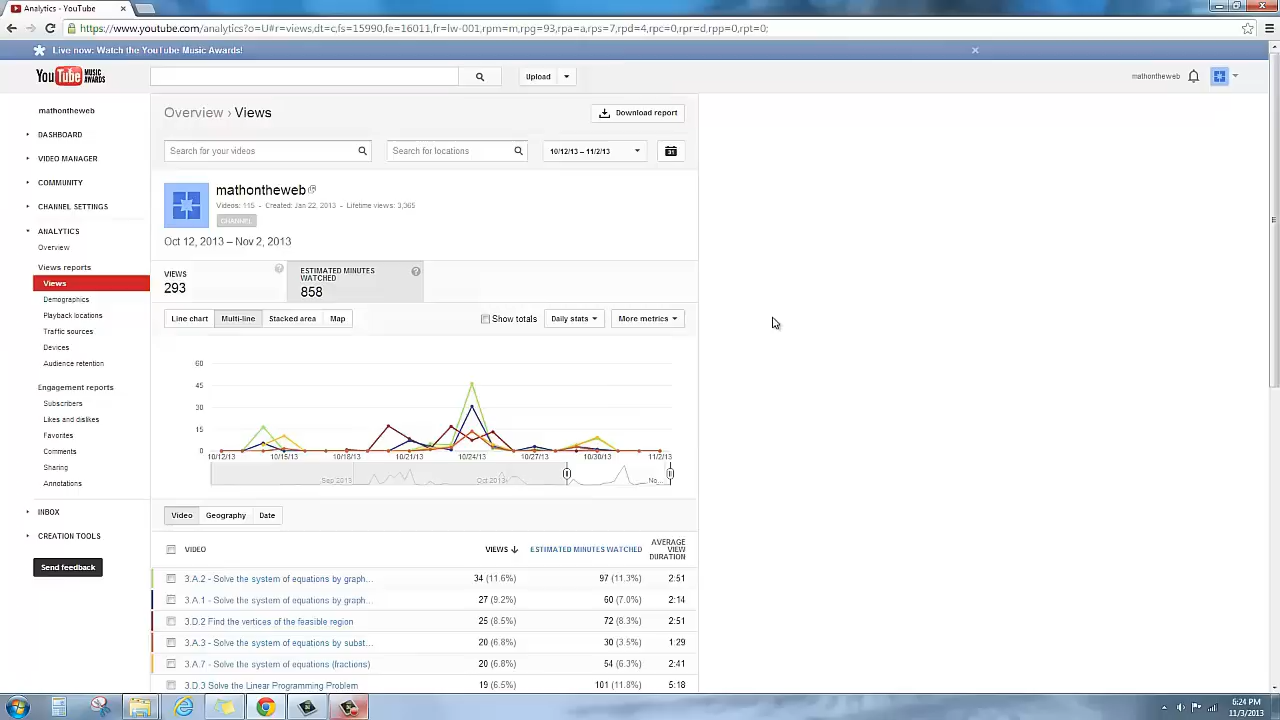 Analytics - YouTube
https://www.youtube.com/analytics?o=U#r=views,dt=c,fs=15990,fe=16011,fr=lw-001,rpm=m,rpg=93,rpa=a,rps=7,rpd=4,rpc=0,rpr=d,rpp=0,rpt=0;
Live now: Watch the YouTube Music Awards!
YouTube MUSIC AWARDS
Upload
mathontheweb
mathontheweb
DASHBOARD
VIDEO MANAGER
COMMUNITY
CHANNEL SETTINGS
ANALYTICS
Overview
Views reports
Views
Demographics
Playback locations
Traffic sources
Devices
Audience retention
Engagement reports
Subscribers
Likes and dislikes
Favorites
Comments
Sharing
Annotations
INBOX
CREATION TOOLS
Send feedback
Overview › Views
Download report
Search for your videos
Search for locations
10/12/13 – 11/2/13
mathontheweb
Videos: 115 - Created: Jan 22, 2013 - Lifetime views: 3,365
CHANNEL
Oct 12, 2013 – Nov 2, 2013
VIEWS
293
ESTIMATED MINUTES WATCHED
858
Line chart Multi-line Stacked area Map
Show totals Daily stats More metrics
60
45
30
15
0
10/12/13 10/15/13 10/18/13 10/21/13 10/24/13 10/27/13 10/30/13 11/2/13
Sep 2013 Oct 2013 No...
Video Geography Date
VIDEO VIEWS ESTIMATED MINUTES WATCHED AVERAGE VIEW DURATION
3.A.2 - Solve the system of equations by graph... 34 (11.6%) 97 (11.3%) 2:51
3.A.1 - Solve the system of equations by graph... 27 (9.2%) 60 (7.0%) 2:14
3.D.2 Find the vertices of the feasible region 25 (8.5%) 72 (8.3%) 2:51
3.A.3 - Solve the system of equations by subst... 20 (6.8%) 30 (3.5%) 1:29
3.A.7 - Solve the system of equations (fractions) 20 (6.8%) 54 (6.3%) 2:41
3.D.3 Solve the Linear Programming Problem 19 (6.5%) 101 (11.8%) 5:18
6:24 PM
11/3/2013